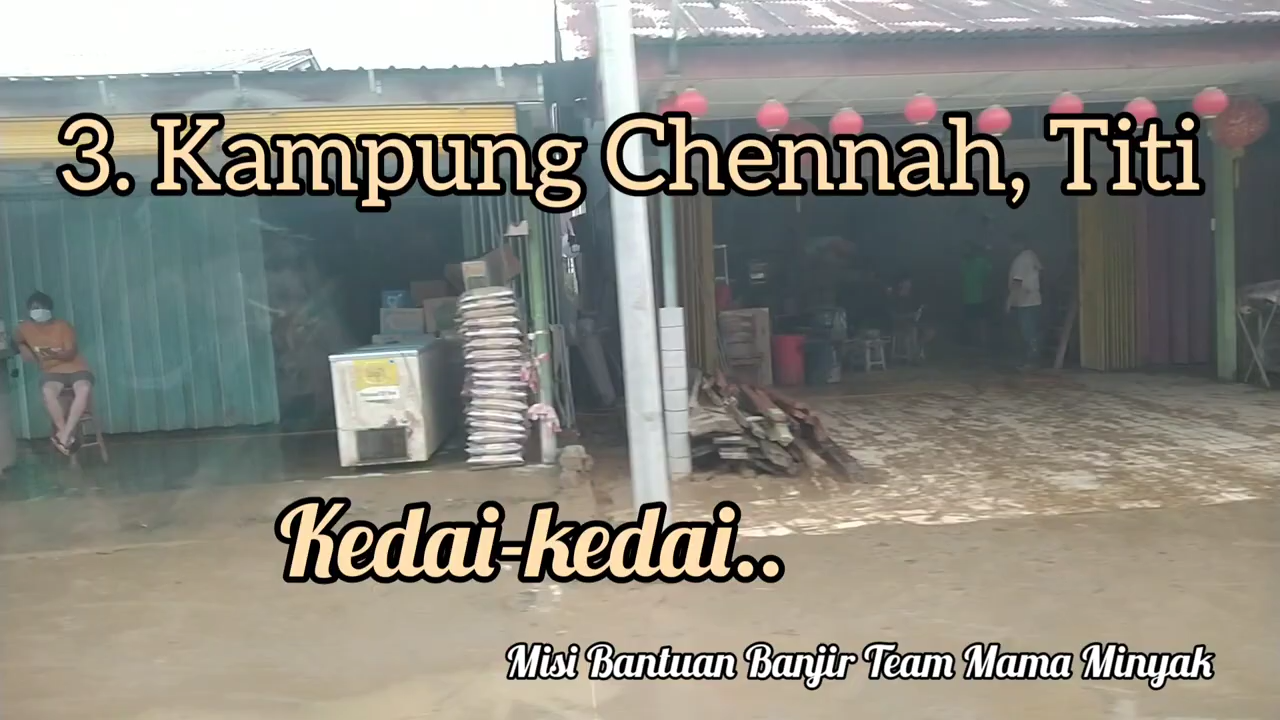 3. Kampung Chennah, Titi
Kedai-kedai..
Misi Bantuan Banjir Team Mama Minyak